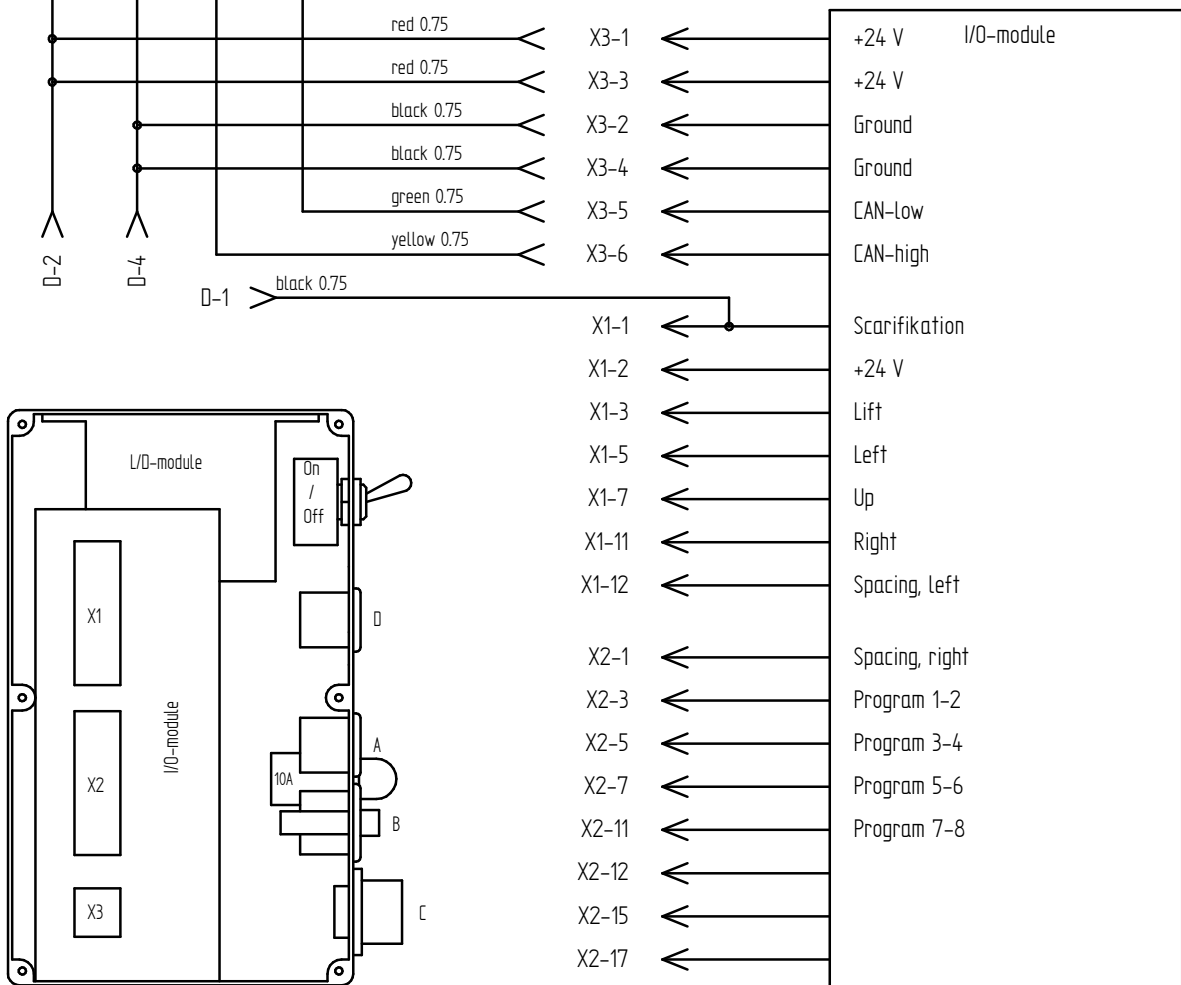 red 0.75 X3-1 +24 V I/O-module
red 0.75 X3-3 +24 V
black 0.75 X3-2 Ground
black 0.75 X3-4 Ground
green 0.75 X3-5 CAN-low
yellow 0.75 X3-6 CAN-high
D-2
D-4
D-1 black 0.75
X1-1 Scarifikation
X1-2 +24 V
X1-3 Lift
X1-5 Left
X1-7 Up
X1-11 Right
X1-12 Spacing, left
X2-1 Spacing, right
X2-3 Program 1-2
X2-5 Program 3-4
X2-7 Program 5-6
X2-11 Program 7-8
X2-12
X2-15
X2-17
L/D-module
On
/
Off
X1
D
I/O-module
A
X2
10A
B
X3
C